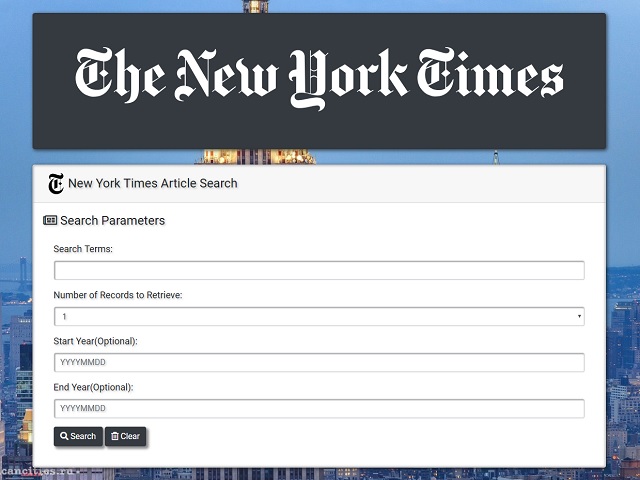 The New York Times
New York Times Article Search
Search Parameters
Search Terms:
Number of Records to Retrieve:
1
Start Year(Optional):
YYYYMMDD
End Year(Optional):
YYYYMMDD
Search Clear
cancities.ru